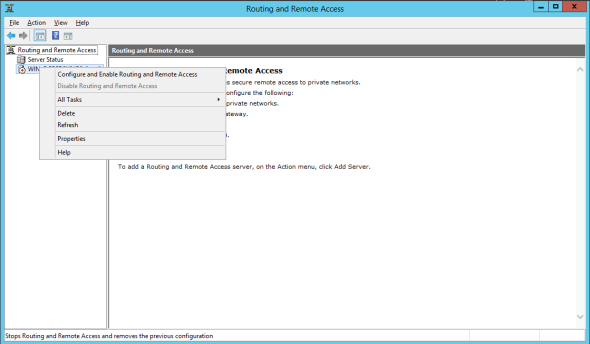 Routing and Remote Access
File Action View Help
Routing and Remote Access
Server Status
WIN-
Routing and Remote Access
Configure and Enable Routing and Remote Access
Disable Routing and Remote Access
All Tasks
Delete
Refresh
Properties
Help
emote Access
s secure remote access to private networks.
onfigure the following:
private networks.
teway.
To add a Routing and Remote Access server, on the Action menu, click Add Server.
Stops Routing and Remote Access and removes the previous configuration